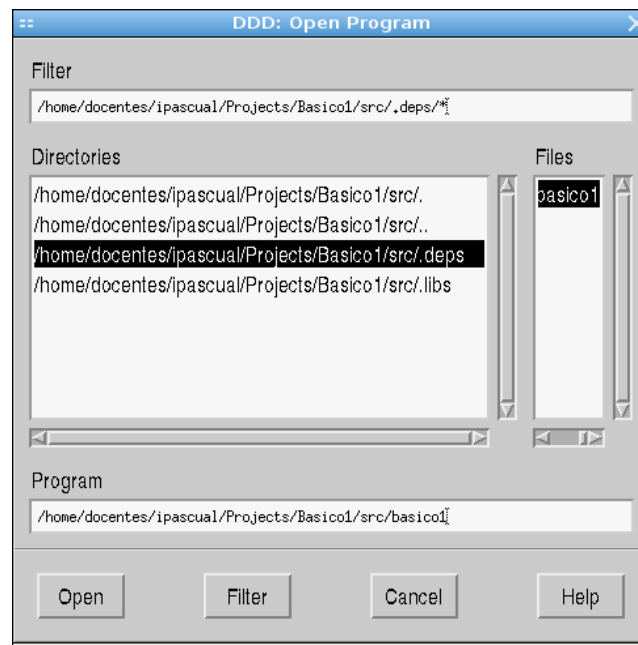 DDD: Open Program
Filter
/home/docentes/ipascual/Projects/Basico1/src/.deps/*
Directories
Files
/home/docentes/ipascual/Projects/Basico1/src/.
/home/docentes/ipascual/Projects/Basico1/src/..
/home/docentes/ipascual/Projects/Basico1/src/.deps
/home/docentes/ipascual/Projects/Basico1/src/.libs
basico1
Program
/home/docentes/ipascual/Projects/Basico1/src/basico1
Open
Filter
Cancel
Help